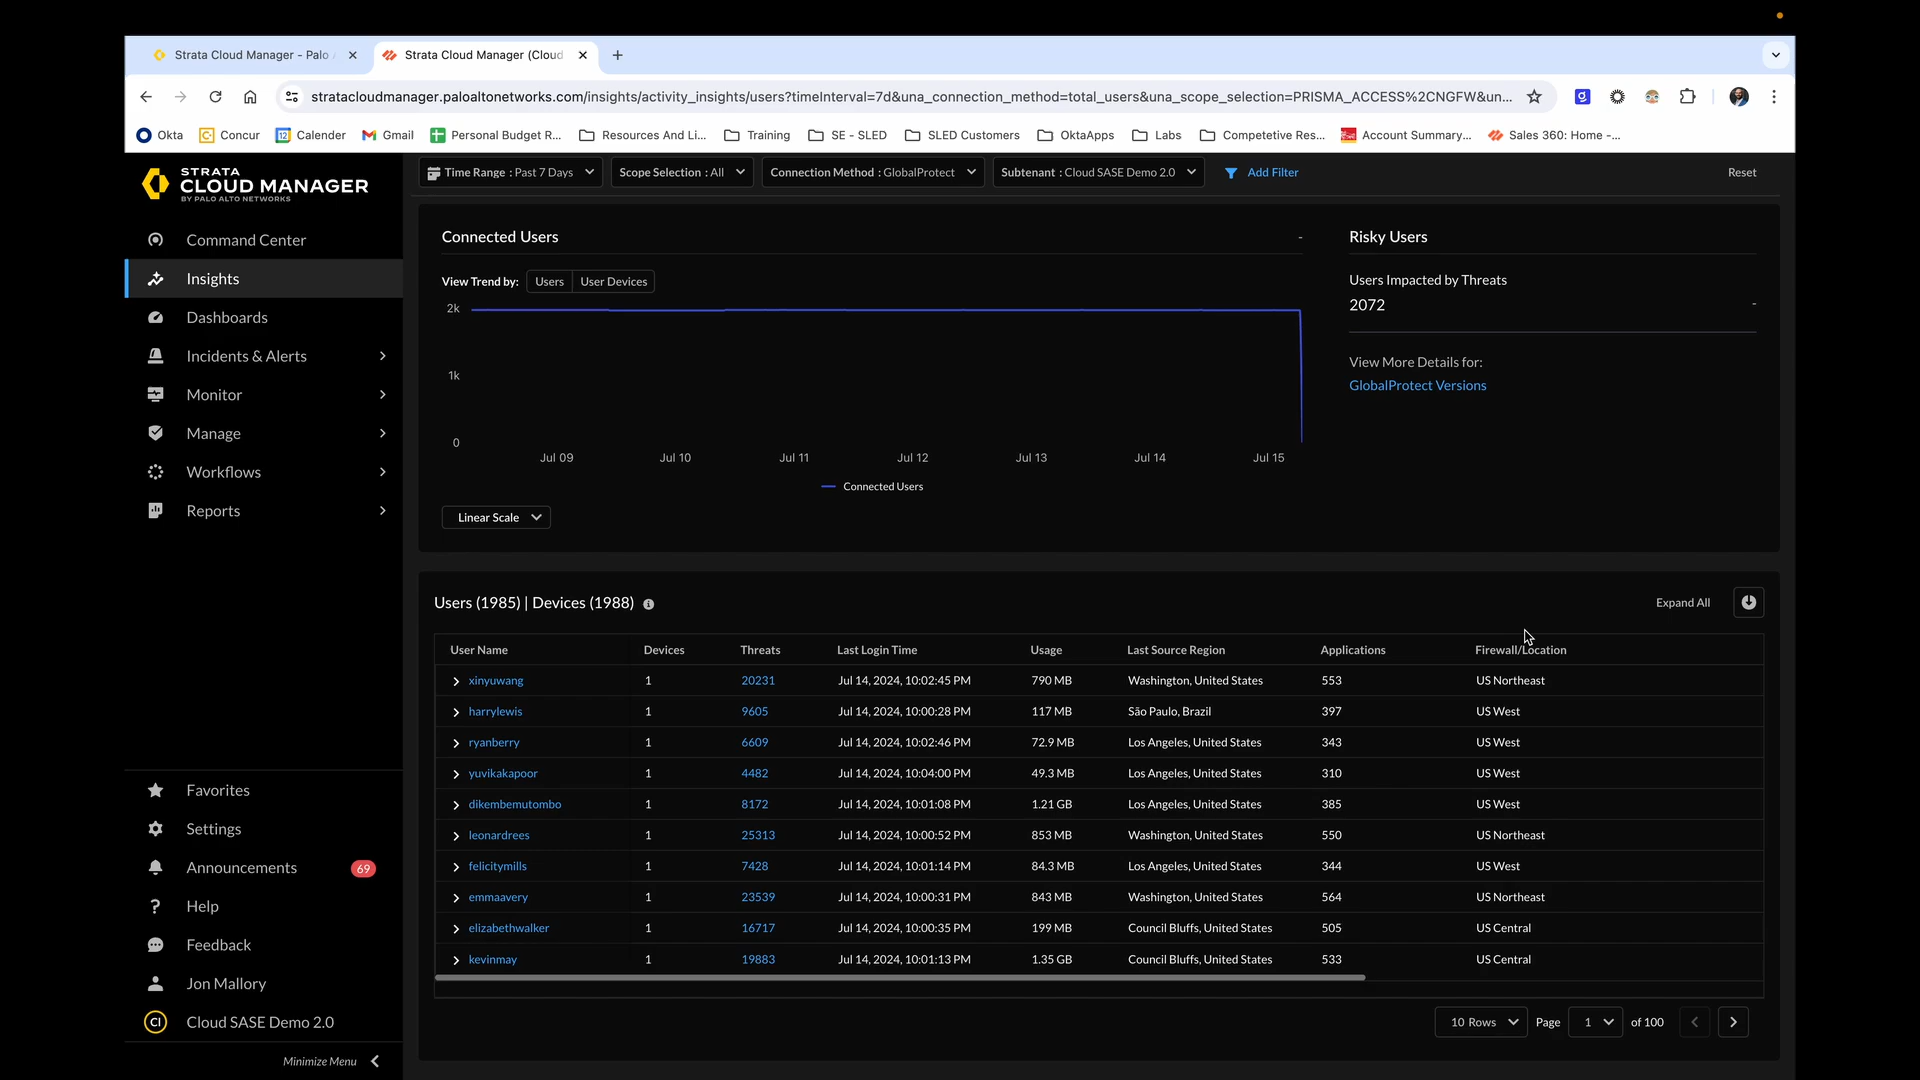 Strata Cloud Manager - Palo
Strata Cloud Manager (Cloud
stratacloudmanager.paloaltonetworks.com/insights/activity_insights/users?timeInterval=7d&una_connection_method=total_users&una_scope_selection=PRISMA_ACCESS%2CNGFW&un...
Okta Concur Calender Gmail Personal Budget R... Resources And Li... Training SE - SLED SLED Customers OktaApps Labs Competetive Res... Account Summary... Sales 360: Home -...
STRATA
CLOUD MANAGER
BY PALO ALTO NETWORKS
Command Center
Insights
Dashboards
Incidents & Alerts
Monitor
Manage
Workflows
Reports
Favorites
Settings
Announcements 69
Help
Feedback
Jon Mallory
CI Cloud SASE Demo 2.0
Minimize Menu
Time Range : Past 7 Days Scope Selection : All Connection Method : GlobalProtect Subtenant : Cloud SASE Demo 2.0 Add Filter Reset
Connected Users -
View Trend by: Users User Devices
2k
1k
0
Jul 09 Jul 10 Jul 11 Jul 12 Jul 13 Jul 14 Jul 15
Connected Users
Linear Scale
Risky Users
Users Impacted by Threats
2072 -
View More Details for:
GlobalProtect Versions
Users (1985) | Devices (1988) Expand All
User Name Devices Threats Last Login Time Usage Last Source Region Applications Firewall/Location
xinyuwang 1 20231 Jul 14, 2024, 10:02:45 PM 790 MB Washington, United States 553 US Northeast
harrylewis 1 9605 Jul 14, 2024, 10:00:28 PM 117 MB São Paulo, Brazil 397 US West
ryanberry 1 6609 Jul 14, 2024, 10:02:46 PM 72.9 MB Los Angeles, United States 343 US West
yuvikakapoor 1 4482 Jul 14, 2024, 10:04:00 PM 49.3 MB Los Angeles, United States 310 US West
dikembemutombo 1 8172 Jul 14, 2024, 10:01:08 PM 1.21 GB Los Angeles, United States 385 US West
leonardrees 1 25313 Jul 14, 2024, 10:00:52 PM 853 MB Washington, United States 550 US Northeast
felicitymills 1 7428 Jul 14, 2024, 10:01:14 PM 84.3 MB Los Angeles, United States 344 US West
emmaavery 1 23539 Jul 14, 2024, 10:00:31 PM 843 MB Washington, United States 564 US Northeast
elizabethwalker 1 16717 Jul 14, 2024, 10:00:35 PM 199 MB Council Bluffs, United States 505 US Central
kevinmay 1 19883 Jul 14, 2024, 10:01:13 PM 1.35 GB Council Bluffs, United States 533 US Central
10 Rows Page 1 of 100